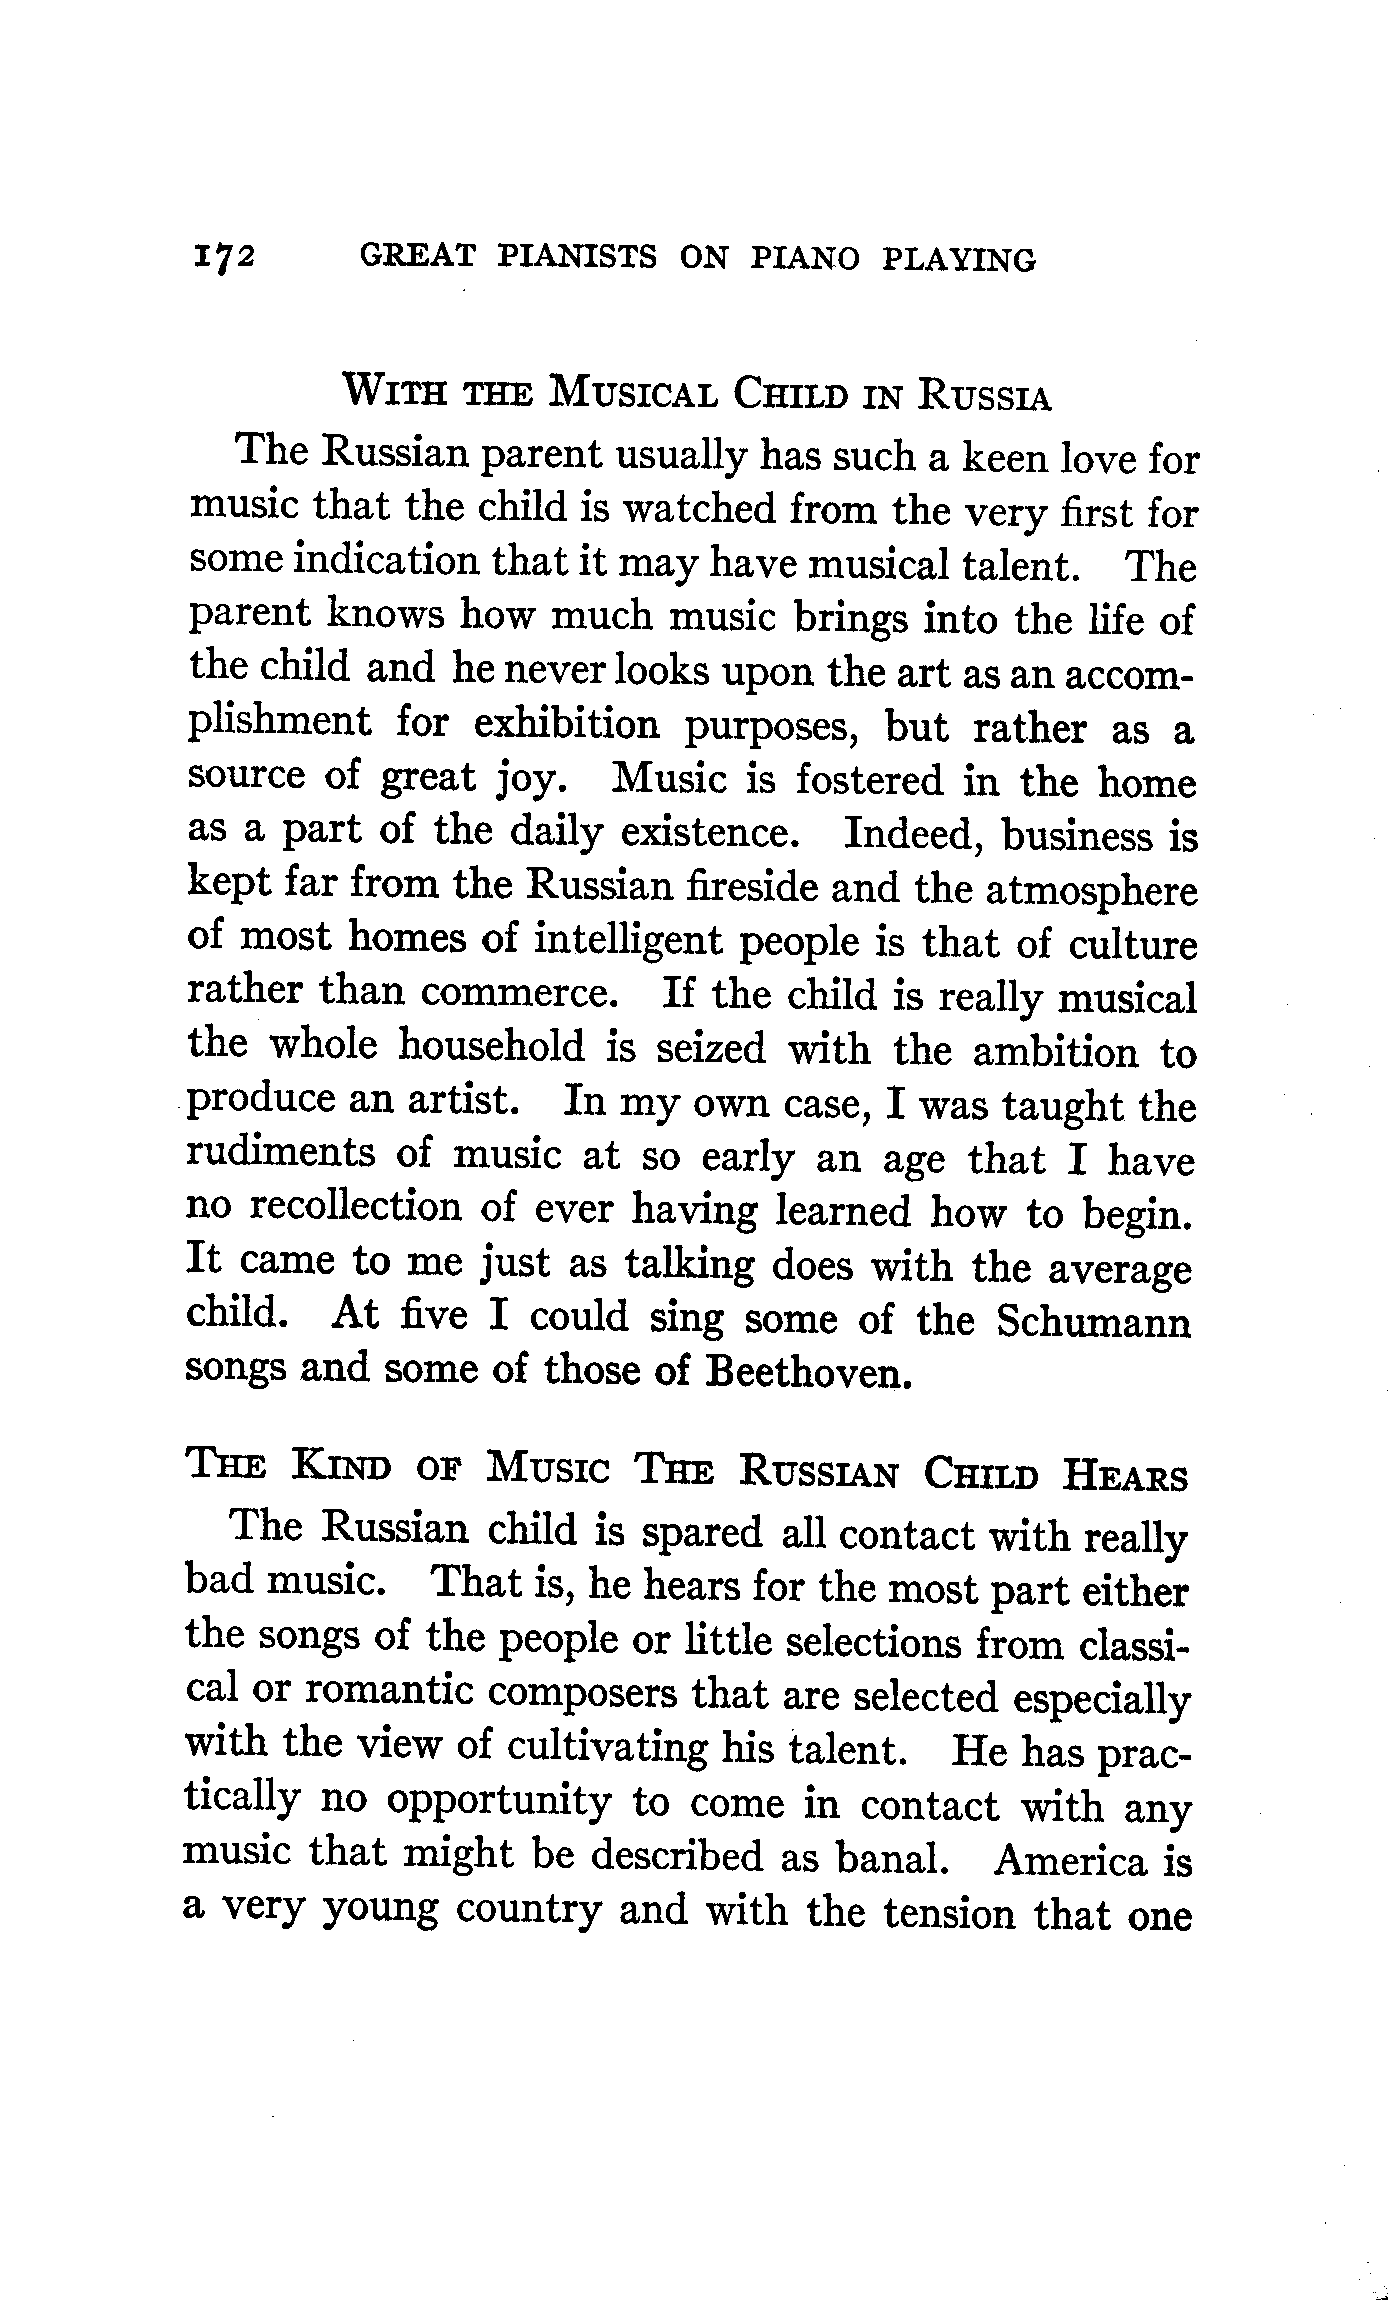 172 GREAT PIANISTS ON PIANO PLAYING
WITH THE MUSICAL CHILD IN RUSSIA
The Russian parent usually has such a keen love for
music that the child is watched from the very first for
some indication that it may have musical talent. The
parent knows how much music brings into the life of
the child and he never looks upon the art as an accom-
plishment for exhibition purposes, but rather as a
source of great joy. Music is fostered in the home
as a part of the daily existence. Indeed, business is
kept far from the Russian fireside and the atmosphere
of most homes of intelligent people is that of culture
rather than commerce. If the child is really musical
the whole household is seized with the ambition to
produce an artist. In my own case, I was taught the
rudiments of music at so early an age that I have
no recollection of ever having learned how to begin.
It came to me just as talking does with the average
child. At five I could sing some of the Schumann
songs and some of those of Beethoven.
THE KIND OF MUSIC THE RUSSIAN CHILD HEARS
The Russian child is spared all contact with really
bad music. That is, he hears for the most part either
the songs of the people or little selections from classi-
cal or romantic composers that are selected especially
with the view of cultivating his talent. He has prac-
tically no opportunity to come in contact with any
music that might be described as banal. America is
a very young country and with the tension that one